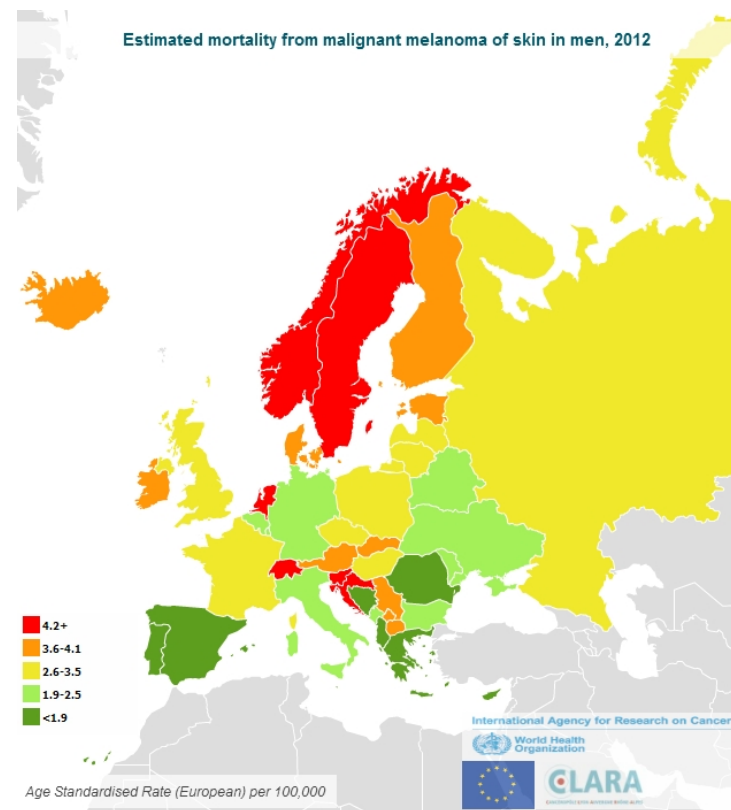 Estimated mortality from malignant melanoma of skin in men, 2012
4.2+
3.6-4.1
2.6-3.5
1.9-2.5
<1.9
International Agency for Research on Cancer
World Health
Organization
CLARA
Age Standardised Rate (European) per 100,000